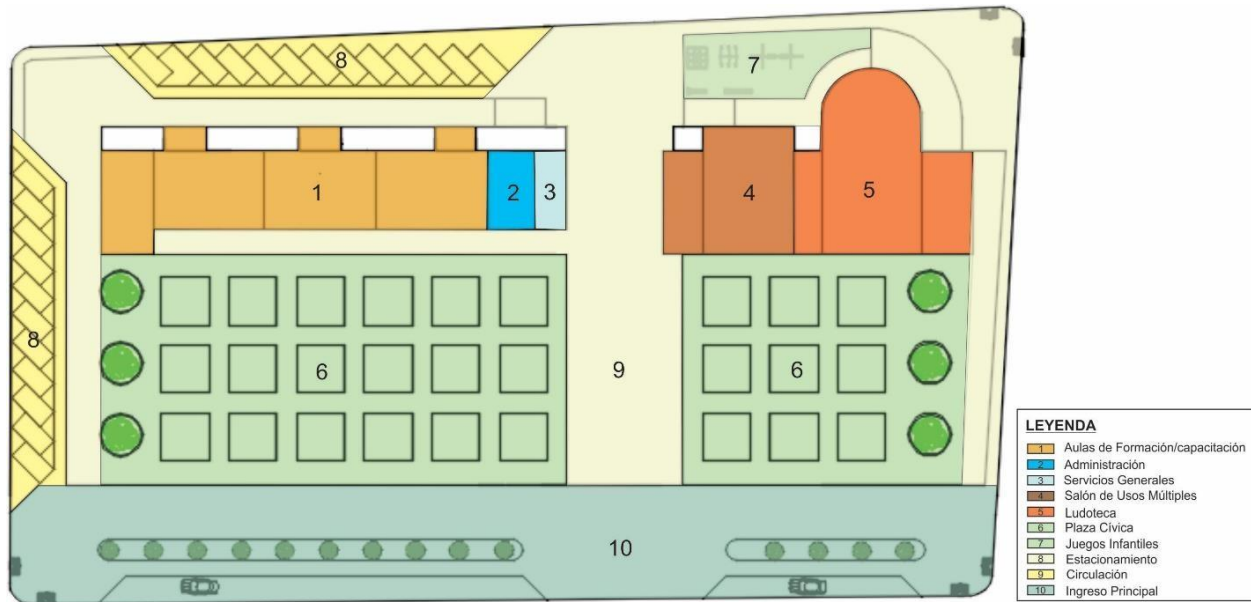 8
7
1
2
3
4
5
8
6
9
6
10
LEYENDA
1 Aulas de Formación/capacitación
2 Administración
3 Servicios Generales
4 Salón de Usos Múltiples
5 Ludoteca
6 Plaza Cívica
7 Juegos Infantiles
8 Estacionamiento
9 Circulación
10 Ingreso Principal